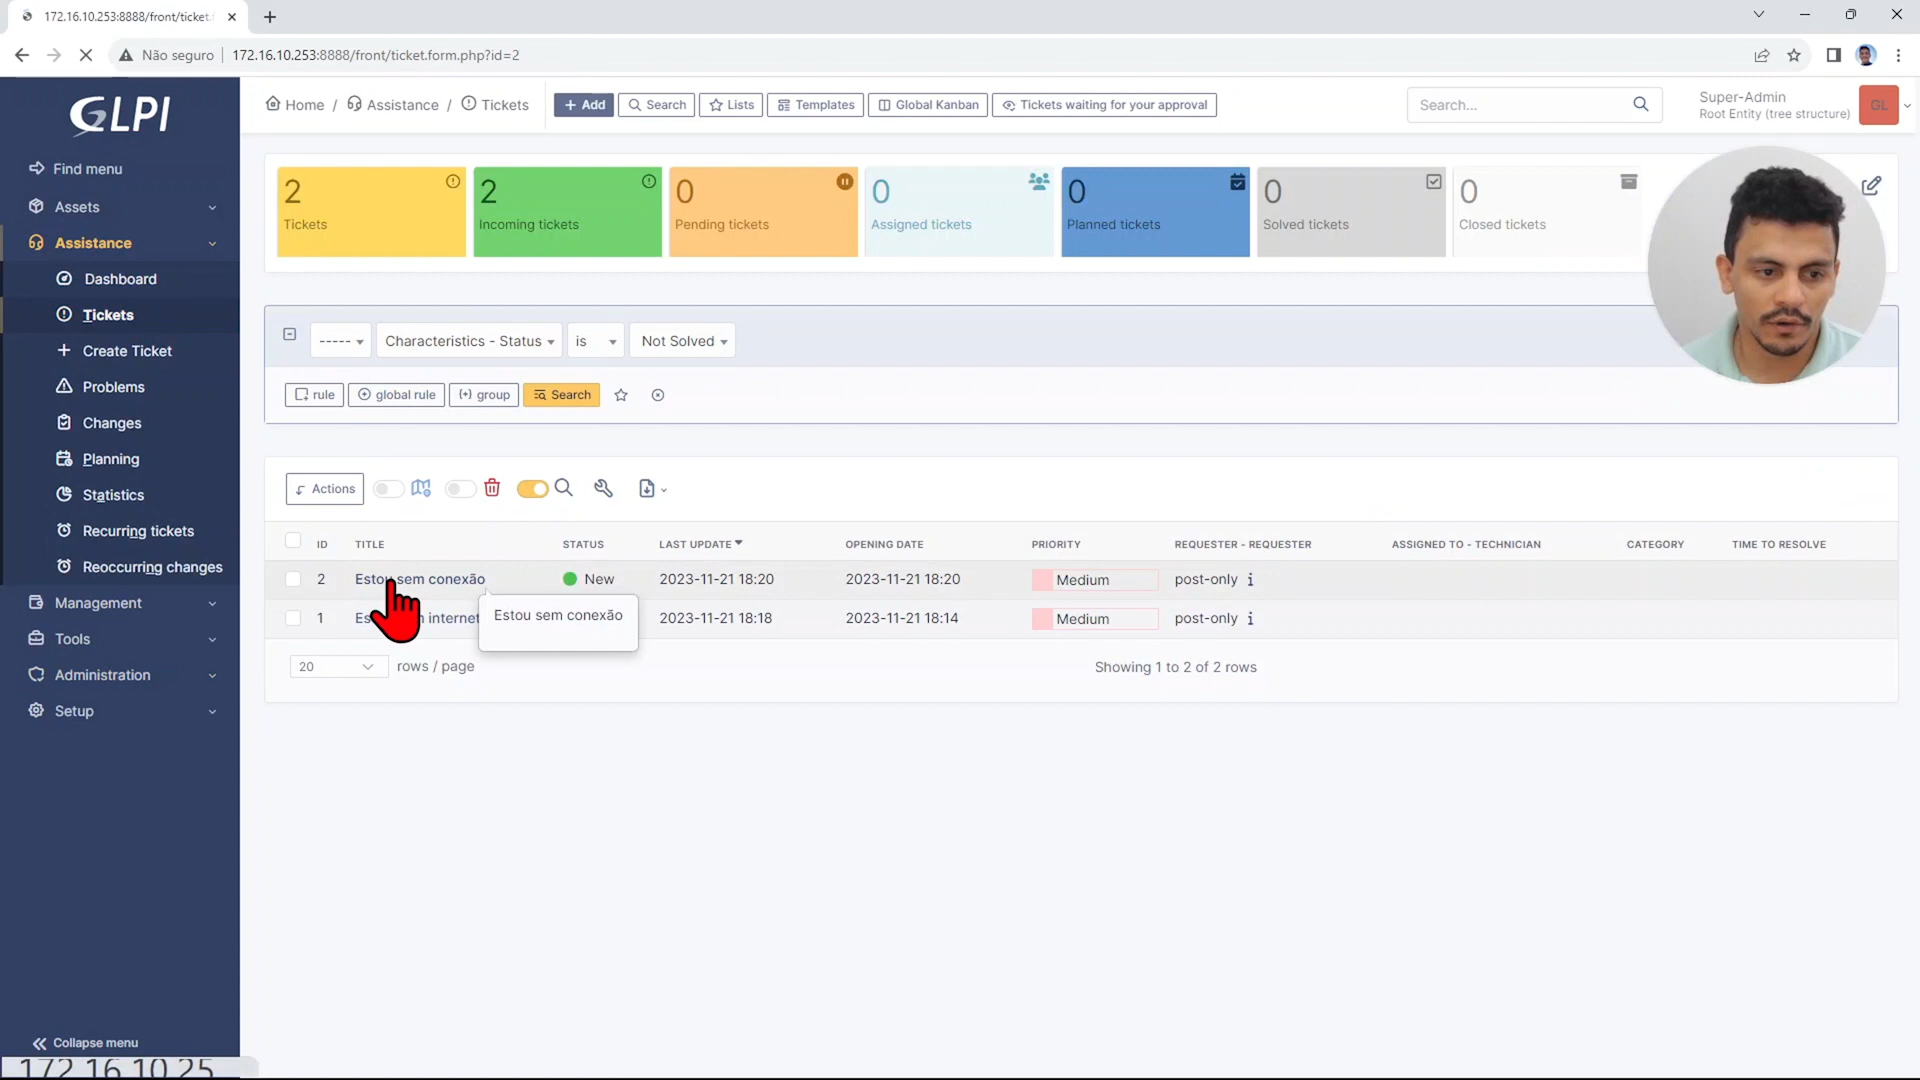 172.16.10.253:8888/front/ticket.f
Não seguro 172.16.10.253:8888/front/ticket.form.php?id=2
GLPI
Home / Assistance / Tickets
Add
Search
Lists
Templates
Global Kanban
Tickets waiting for your approval
Search...
Super-Admin
Root Entity (tree structure)
GL
Find menu
Assets
Assistance
Dashboard
Tickets
Create Ticket
Problems
Changes
Planning
Statistics
Recurring tickets
Reoccurring changes
Management
Tools
Administration
Setup
Collapse menu
172.16.10.25
2
Tickets
2
Incoming tickets
0
Pending tickets
0
Assigned tickets
0
Planned tickets
0
Solved tickets
0
Closed tickets
----- Characteristics - Status is Not Solved
rule global rule group Search
Actions
ID TITLE STATUS LAST UPDATE OPENING DATE PRIORITY REQUESTER - REQUESTER ASSIGNED TO - TECHNICIAN CATEGORY TIME TO RESOLVE
2 Estou sem conexão New 2023-11-21 18:20 2023-11-21 18:20 Medium post-only
Estou sem conexão
1 internet 2023-11-21 18:18 2023-11-21 18:14 Medium post-only
20 rows / page Showing 1 to 2 of 2 rows